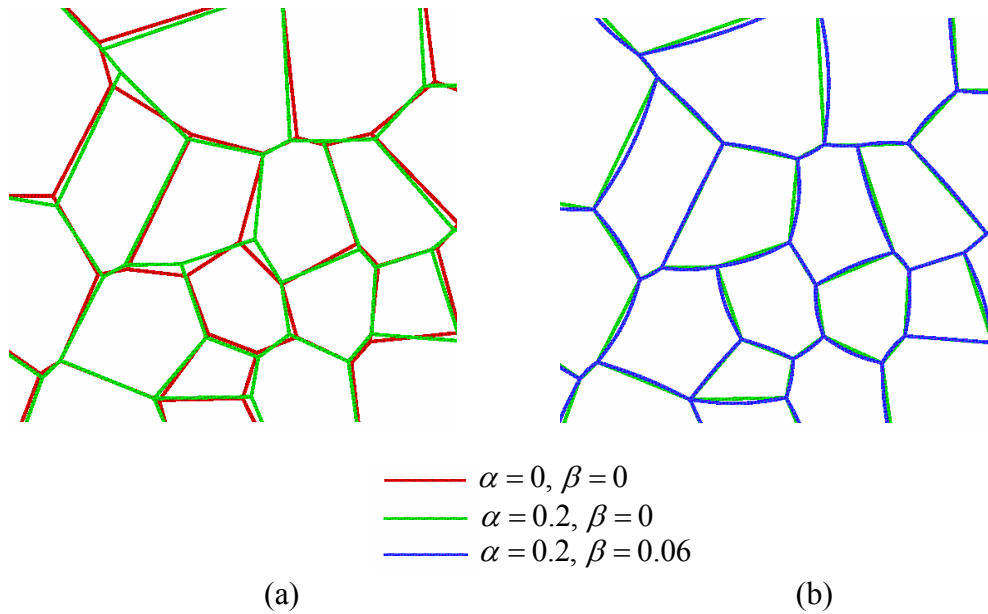 α = 0, β = 0
α = 0.2, β = 0
α = 0.2, β = 0.06
(a) (b)